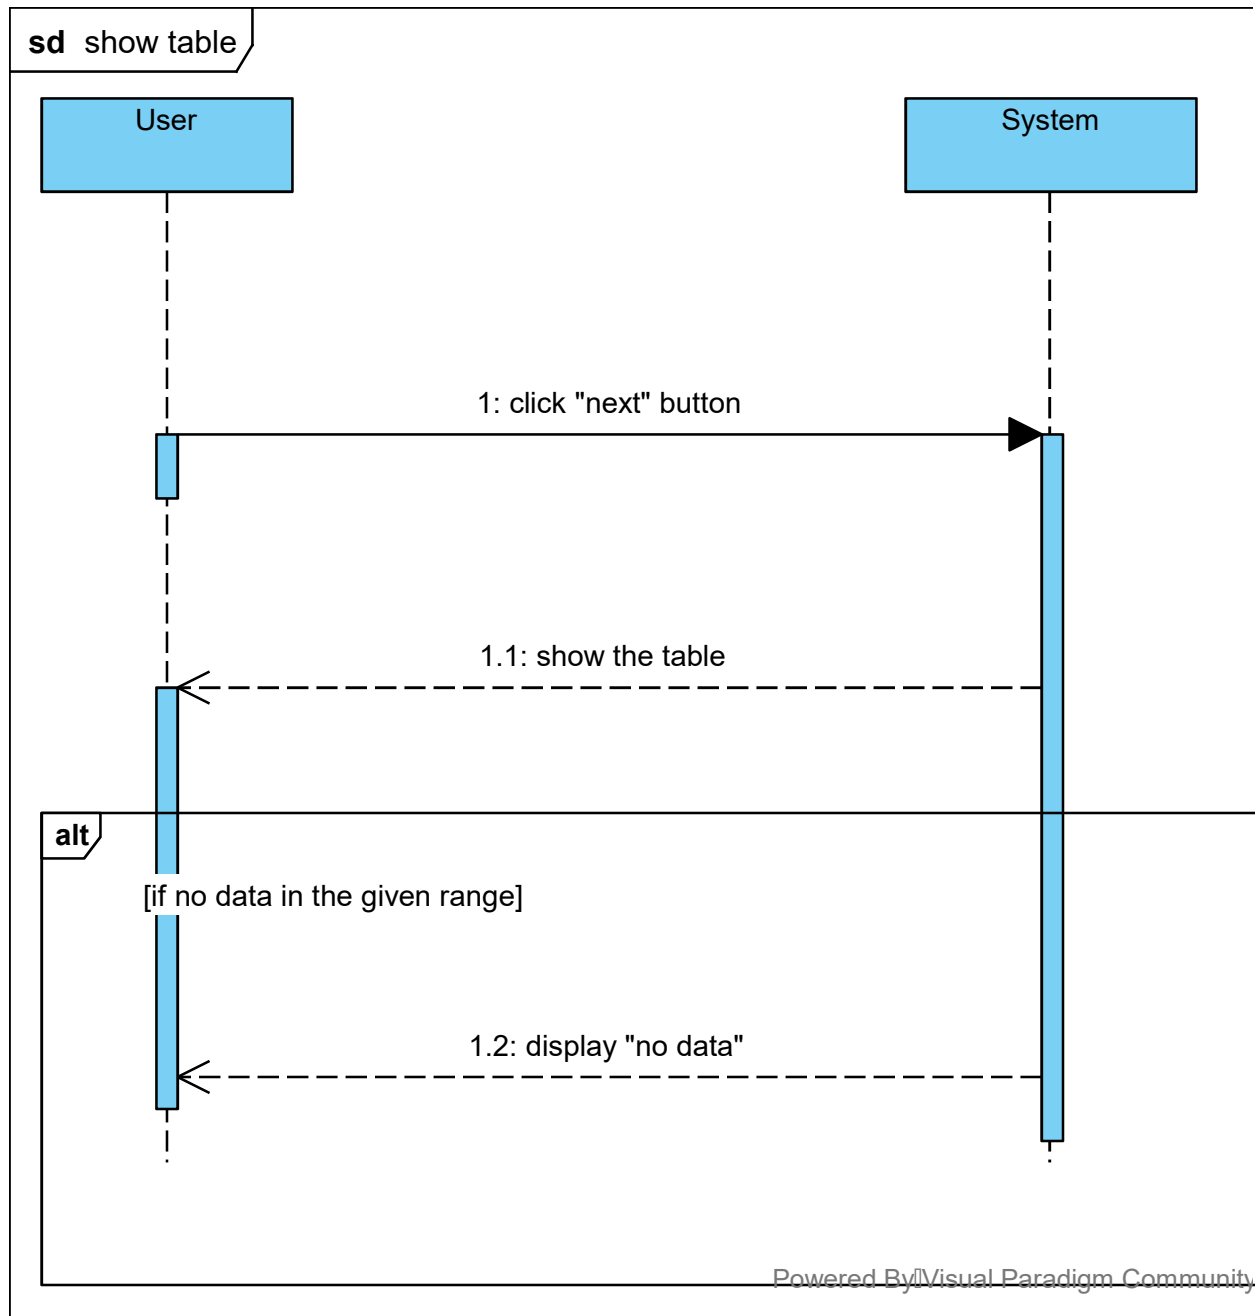 sd show table
User
System
1: click "next" button
1.1: show the table
alt
[if no data in the given range]
1.2: display "no data"
Powered By Visual Paradigm Community